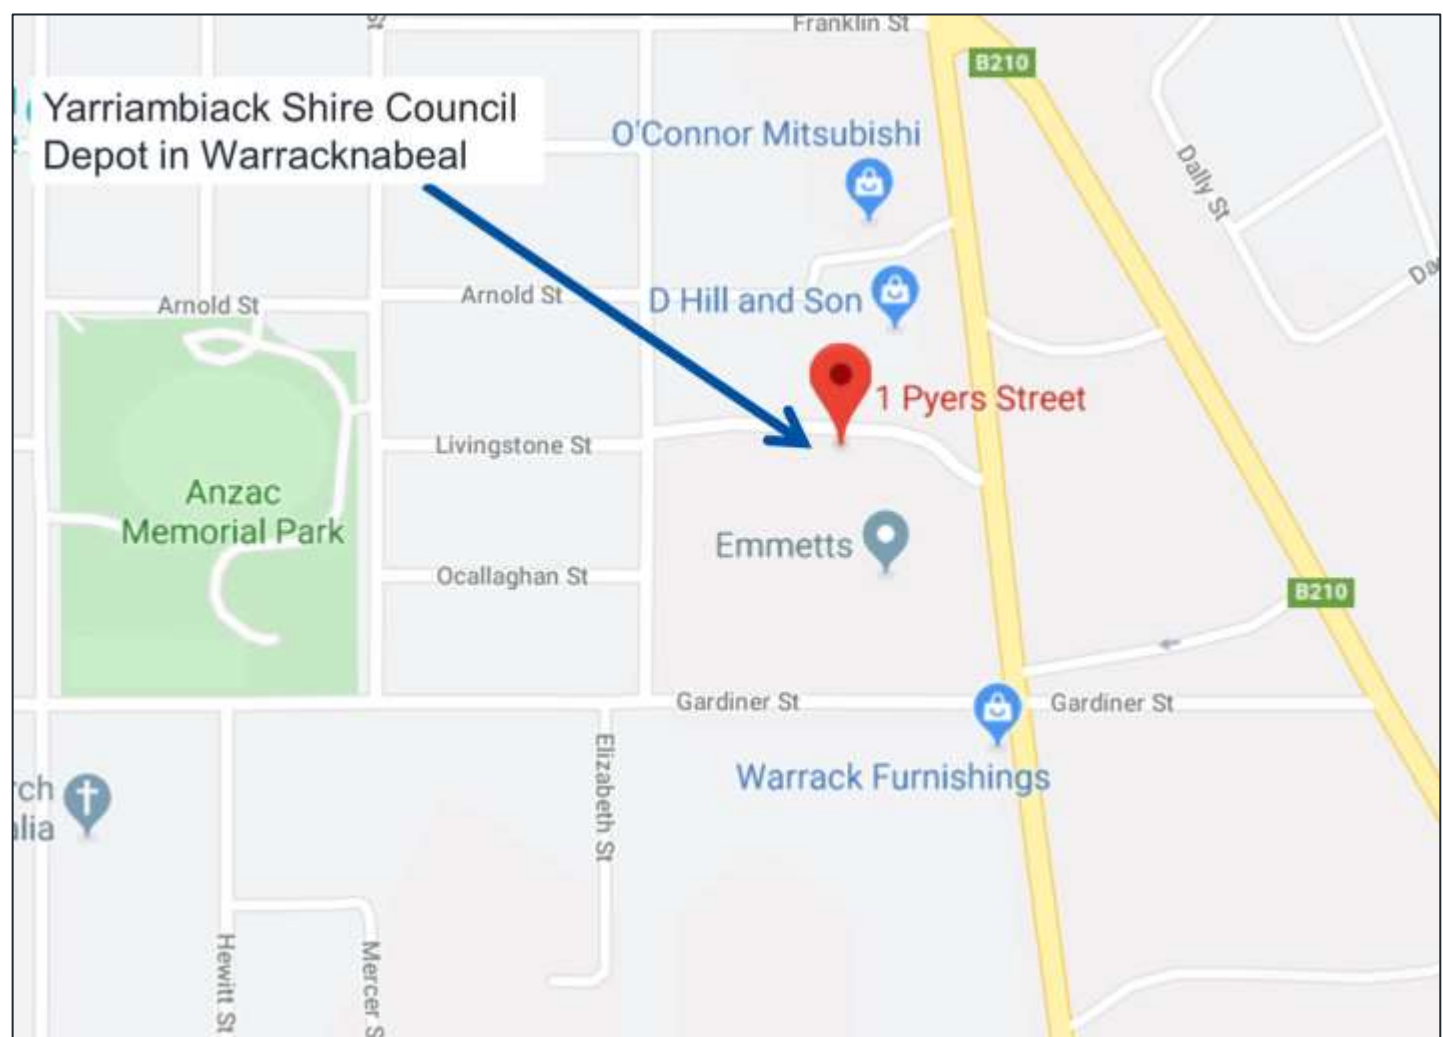 Franklin St
B210
Yarriambiack Shire Council
Depot in Warracknabeal
O'Connor Mitsubishi
Dally St
Arnold St
Arnold St
D Hill and Son
1 Pyers Street
Livingstone St
Anzac
Memorial Park
Emmetts
Ocallaghan St
B210
Gardiner St
Gardiner St
Elizabeth St
Warrack Furnishings
Hewitt St
Mercer S